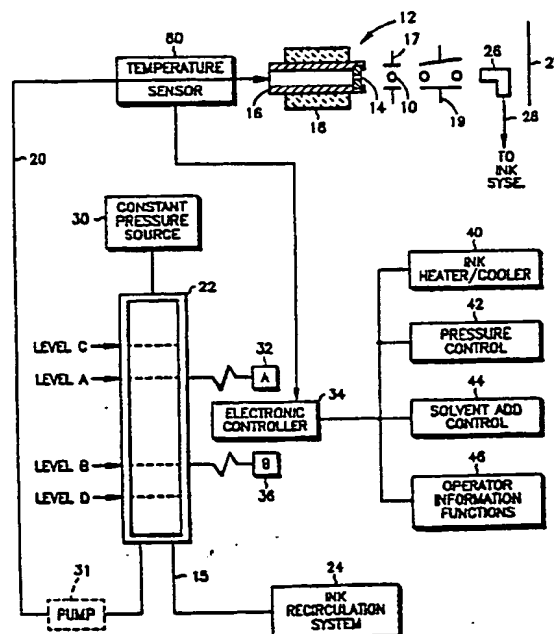 80
12
TEMPERATURE
SENSOR
17
26
2
16
18
14
10
19
28
TO
INK
SYSE.
20
CONSTANT
PRESSURE
SOURCE
30
22
LEVEL C
LEVEL A
32
A
34
ELECTRONIC
CONTROLLER
LEVEL B
B
36
LEVEL D
40
INK
HEATER/COOLER
42
PRESSURE
CONTROL
44
SOLVENT ADD
CONTROL
46
OPERATOR
INFORMATION
FUNCTIONS
31
PUMP
15
24
INK
RECIRCULATION
SYSTEM